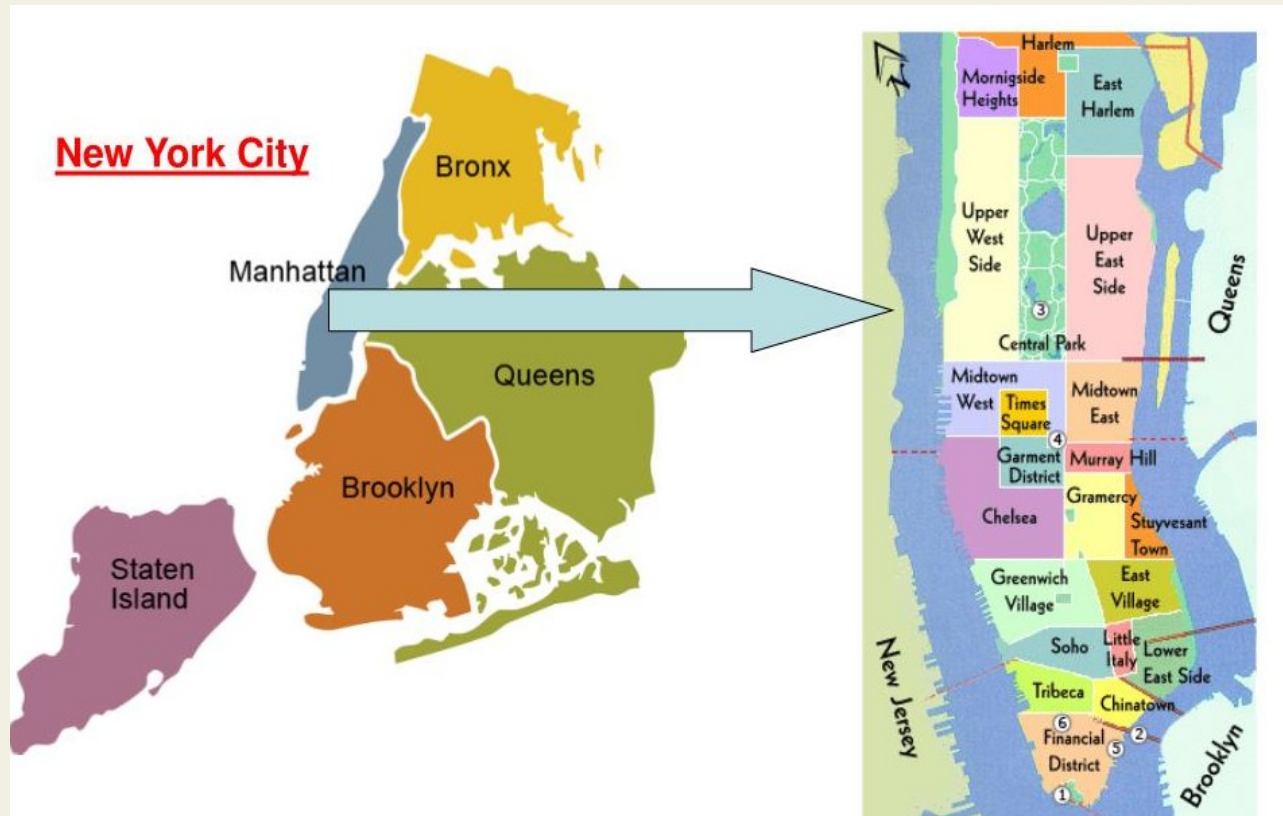 New York City
Bronx
Manhattan
Queens
Brooklyn
Staten
Island
Harlem
Mornigside
Heights
East
Harlem
Upper
West
Side
Upper
East
Side
3
Central Park
Queens
Midtown
West
Times
Square
Midtown
East
4
Garment
District
Murray Hill
Chelsea
Gramercy
Stuyvesant
Town
Greenwich
Village
East
Village
Soho
Little
Italy
Lower
East Side
New Jersey
Tribeca
Chinatown
6
2
Financial
District
5
Brooklyn
1